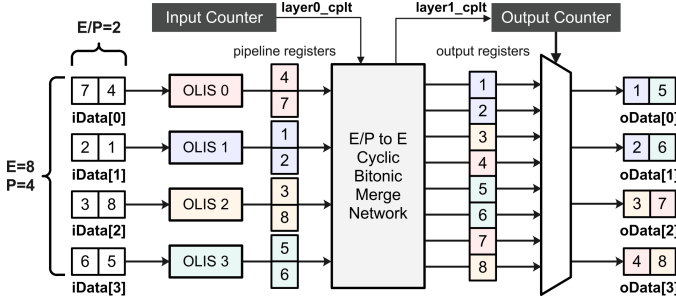 Input Counter
layer0_cplt
layer1_cplt
Output Counter
E/P=2
pipeline registers
output registers
E=8
P=4
7 4
iData[0]
2 1
iData[1]
3 8
iData[2]
6 5
iData[3]
OLIS 0
OLIS 1
OLIS 2
OLIS 3
4
7
1
2
3
8
5
6
E/P to E
Cyclic
Bitonic
Merge
Network
1
2
3
4
5
6
7
8
1 5
oData[0]
2 6
oData[1]
3 7
oData[2]
4 8
oData[3]